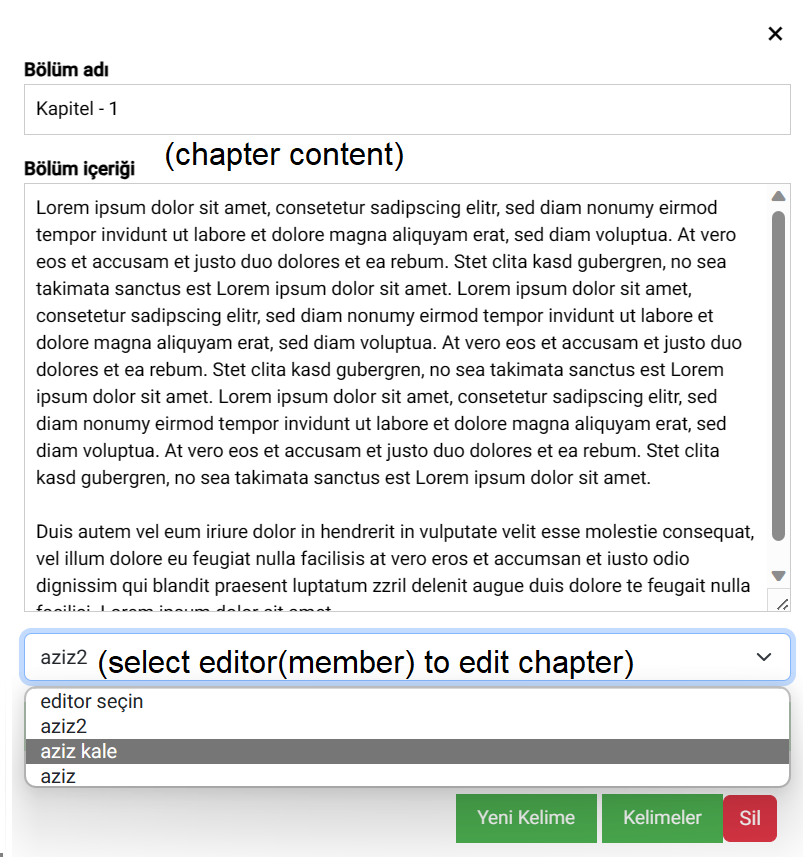 ×
Bölüm adı
Kapitel - 1
(chapter content)
Bölüm içeriği
Lorem ipsum dolor sit amet, consetetur sadipscing elitr, sed diam nonumy eirmod
tempor invidunt ut labore et dolore magna aliquyam erat, sed diam voluptua. At vero
eos et accusam et justo duo dolores et ea rebum. Stet clita kasd gubergren, no sea
takimata sanctus est Lorem ipsum dolor sit amet. Lorem ipsum dolor sit amet,
consetetur sadipscing elitr, sed diam nonumy eirmod tempor invidunt ut labore et
dolore magna aliquyam erat, sed diam voluptua. At vero eos et accusam et justo duo
dolores et ea rebum. Stet clita kasd gubergren, no sea takimata sanctus est Lorem
ipsum dolor sit amet. Lorem ipsum dolor sit amet, consetetur sadipscing elitr, sed
diam nonumy eirmod tempor invidunt ut labore et dolore magna aliquyam erat, sed
diam voluptua. At vero eos et accusam et justo duo dolores et ea rebum. Stet clita
kasd gubergren, no sea takimata sanctus est Lorem ipsum dolor sit amet.
Duis autem vel eum iriure dolor in hendrerit in vulputate velit esse molestie consequat,
vel illum dolore eu feugiat nulla facilisis at vero eros et accumsan et iusto odio
dignissim qui blandit praesent luptatum zzril delenit augue duis dolore te feugait nulla
facilisi. Lorem ipsum dolor sit amet
aziz2 (select editor(member) to edit chapter)
editor seçin
aziz2
aziz kale
aziz
Yeni Kelime Kelimeler Sil